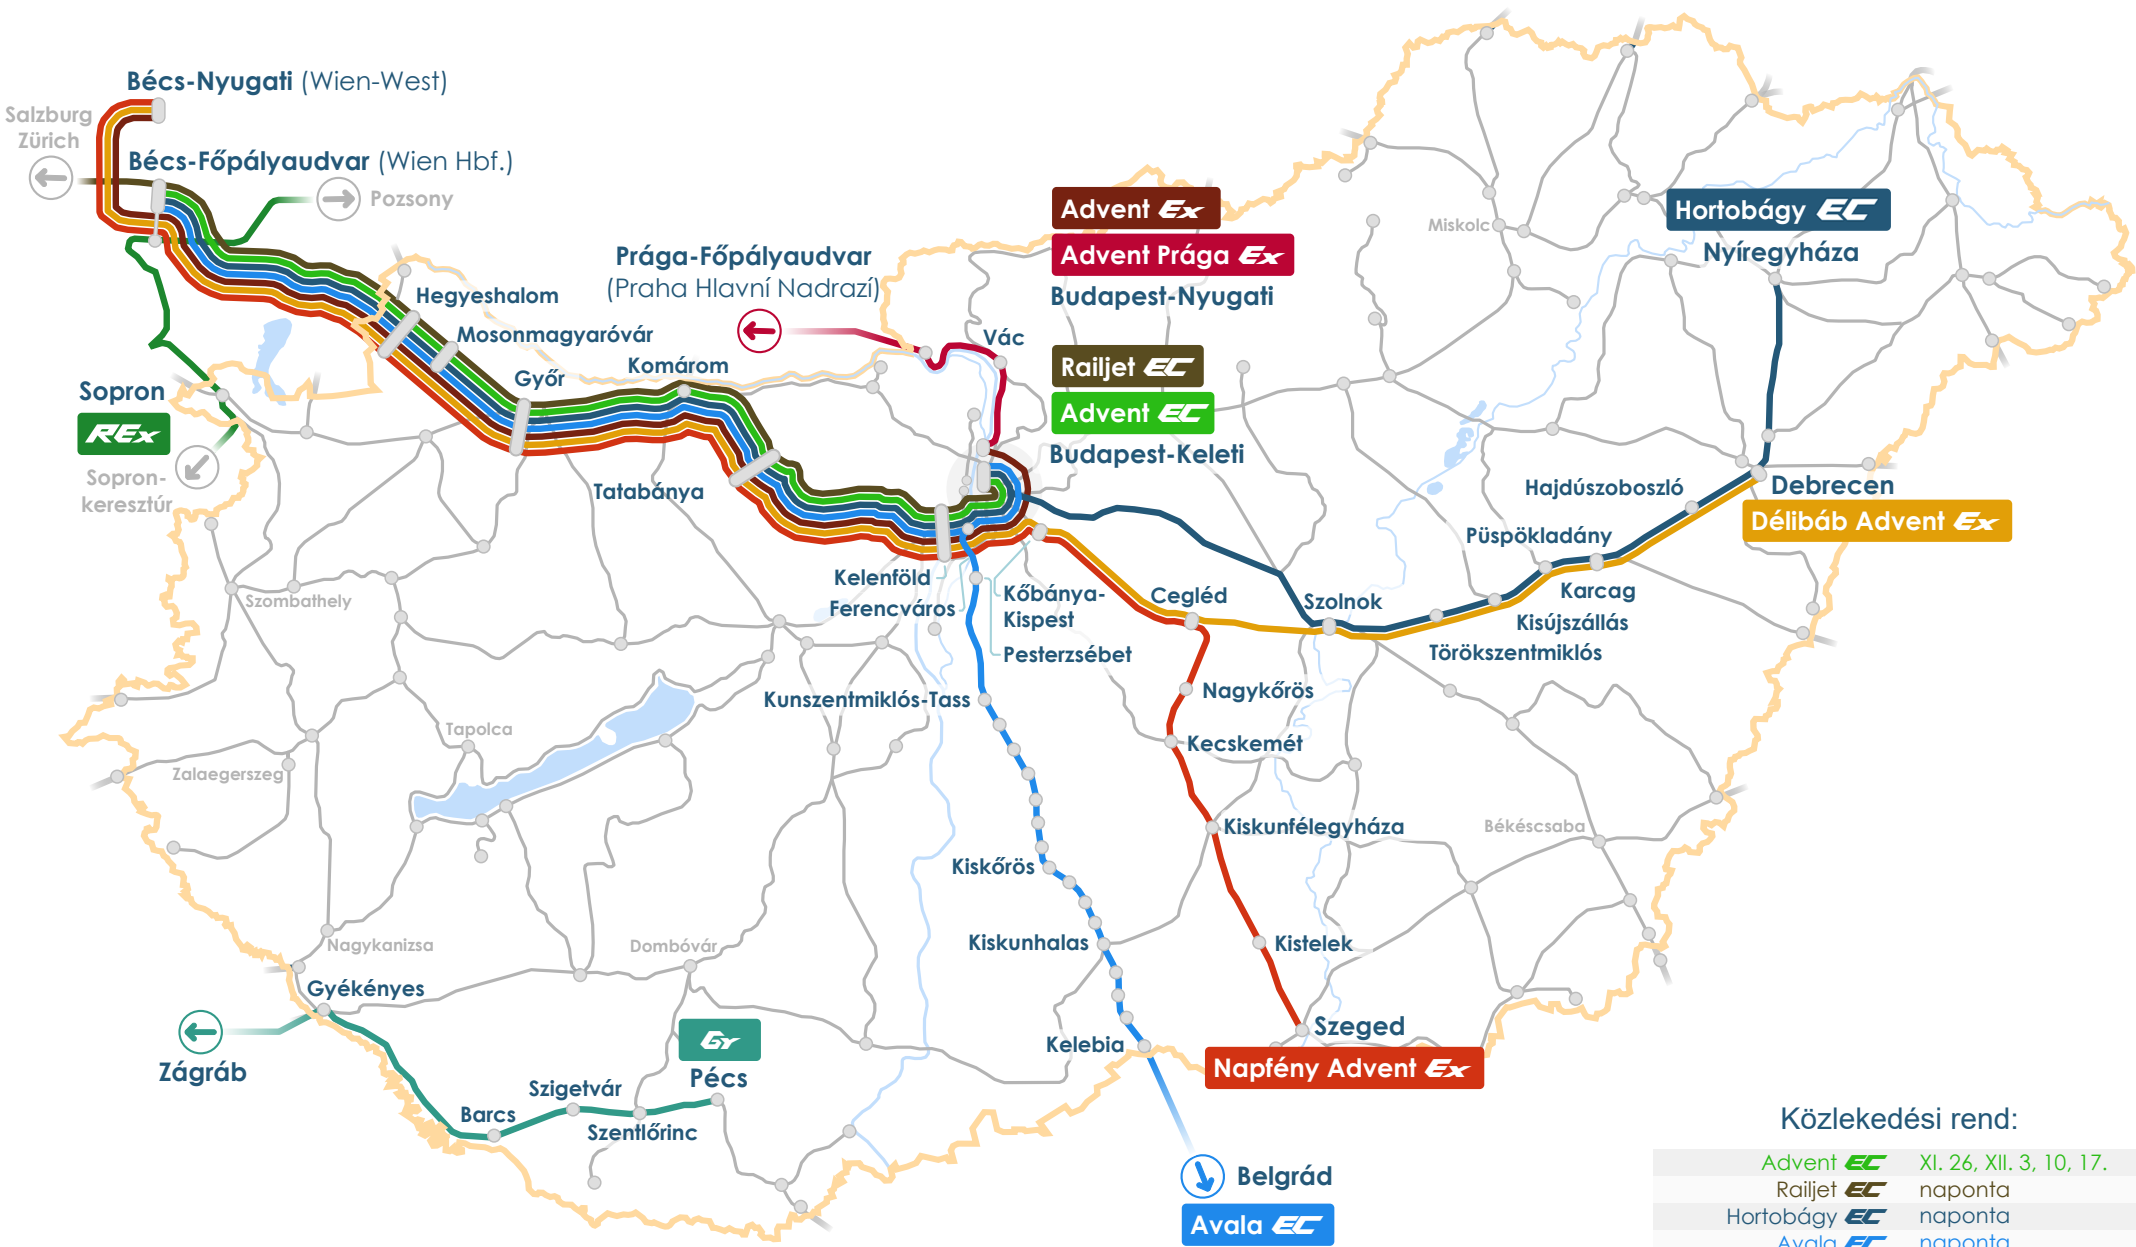 Bécs-Nyugati (Wien-West)
Salzburg
Zürich
Bécs-Főpályaudvar (Wien Hbf.)
Pozsony
Hegyeshalom
Mosonmagyaróvár
Győr
Komárom
Tatabánya
Prága-Főpályaudvar
(Praha Hlavní Nadrazí)
Vác
Advent Ex
Advent Prága Ex
Budapest-Nyugati
Railjet EC
Advent EC
Budapest-Keleti
Miskolc
Hortobágy EC
Nyíregyháza
Sopron
REx
Sopron-
keresztúr
Szombathely
Kelenföld
Ferencváros
Kőbánya-
Kispest
Pesterzsébet
Cegléd
Szolnok
Hajdúszoboszló
Debrecen
Délibáb Advent Ex
Püspökladány
Karcag
Kisújszállás
Törökszentmiklós
Kunszentmiklós-Tass
Nagykőrös
Kecskemét
Tapolca
Zalaegerszeg
Kiskunfélegyháza
Békéscsaba
Kiskőrös
Kiskunhalas
Kistelek
Nagykanizsa
Dombóvár
Gyékényes
Zágráb
Gy
Pécs
Szigetvár
Barcs
Szentlőrinc
Kelebia
Szeged
Napfény Advent Ex
Belgrád
Avala EC
Közlekedési rend:
Advent EC XI. 26, XII. 3, 10, 17.
Railjet EC naponta
Hortobágy EC naponta
Avala EC naponta